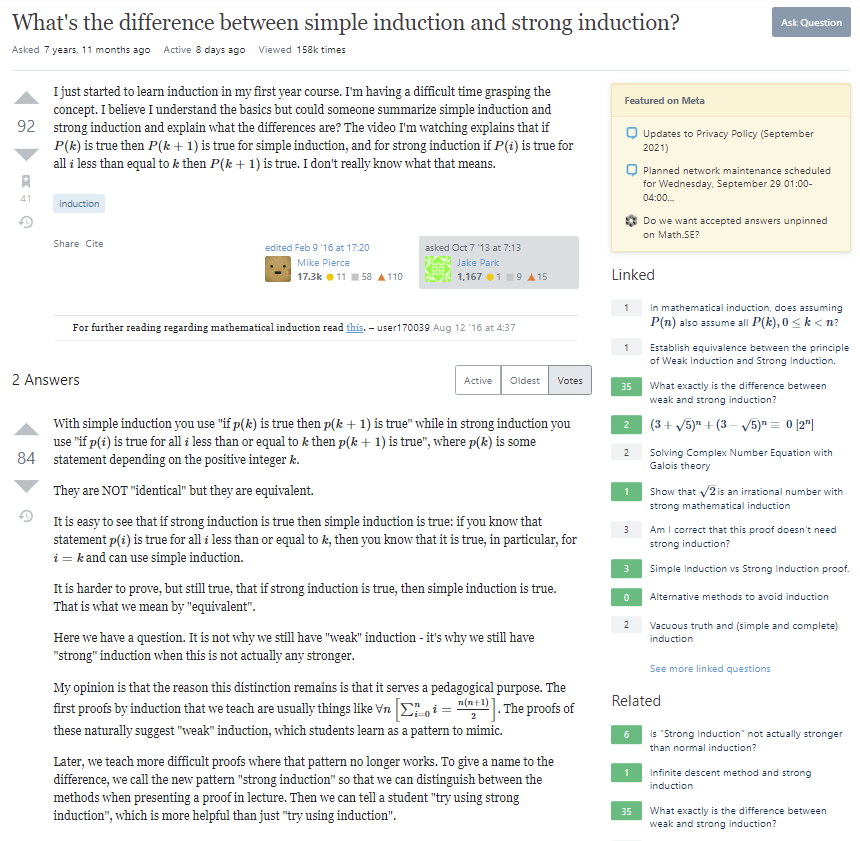 What's the difference between simple induction and strong induction?
Ask Question
Asked 7 years, 11 months ago Active 8 days ago Viewed 158k times
92
41
I just started to learn induction in my first year course. I'm having a difficult time grasping the
concept. I believe I understand the basics but could someone summarize simple induction and
strong induction and explain what the differences are? The video I'm watching explains that if
P(k) is true then P(k + 1) is true for simple induction, and for strong induction if P(i) is true for
all i less than equal to k then P(k + 1) is true. I don't really know what that means.
induction
Share Cite
edited Feb 9 '16 at 17:20
Mike Pierce
17.3k 11 58 110
asked Oct 7 '13 at 7:13
Jake Park
1,167 1 9 15
For further reading regarding mathematical induction read this. – user170039 Aug 12 '16 at 4:37
2 Answers
Active Oldest Votes
84
With simple induction you use "if p(k) is true then p(k + 1) is true" while in strong induction you
use "if p(i) is true for all i less than or equal to k then p(k + 1) is true", where p(k) is some
statement depending on the positive integer k.
They are NOT "identical" but they are equivalent.
It is easy to see that if strong induction is true then simple induction is true: if you know that
statement p(i) is true for all i less than or equal to k, then you know that it is true, in particular, for
i = k and can use simple induction.
It is harder to prove, but still true, that if strong induction is true, then simple induction is true.
That is what we mean by "equivalent".
Here we have a question. It is not why we still have "weak" induction - it's why we still have
"strong" induction when this is not actually any stronger.
My opinion is that the reason this distinction remains is that it serves a pedagogical purpose. The
first proofs by induction that we teach are usually things like ∀n [∑ⁿᵢ₌₀ i = n(n+1)/2]. The proofs of
these naturally suggest "weak" induction, which students learn as a pattern to mimic.
Later, we teach more difficult proofs where that pattern no longer works. To give a name to the
difference, we call the new pattern "strong induction" so that we can distinguish between the
methods when presenting a proof in lecture. Then we can tell a student "try using strong
induction", which is more helpful than just "try using induction".
Featured on Meta
Updates to Privacy Policy (September
2021)
Planned network maintenance scheduled
for Wednesday, September 29 01:00-
04:00...
Do we want accepted answers unpinned
on Math.SE?
Linked
1 In mathematical induction, does assuming
P(n) also assume all P(k), 0 ≤ k < n?
1 Establish equivalence between the principle
of Weak Induction and Strong Induction.
35 What exactly is the difference between
weak and strong induction?
2 (3 + √5)ⁿ + (3 − √5)ⁿ ≡ 0 [2ⁿ]
2 Solving Complex Number Equation with
Galois theory
1 Show that √2 is an irrational number with
strong mathematical induction
3 Am I correct that this proof doesn't need
strong induction?
3 Simple Induction vs Strong Induction proof.
0 Alternative methods to avoid induction
2 Vacuous truth and (simple and complete)
induction
See more linked questions
Related
6 Is "Strong Induction" not actually stronger
than normal induction?
1 Infinite descent method and strong
induction
35 What exactly is the difference between
weak and strong induction?